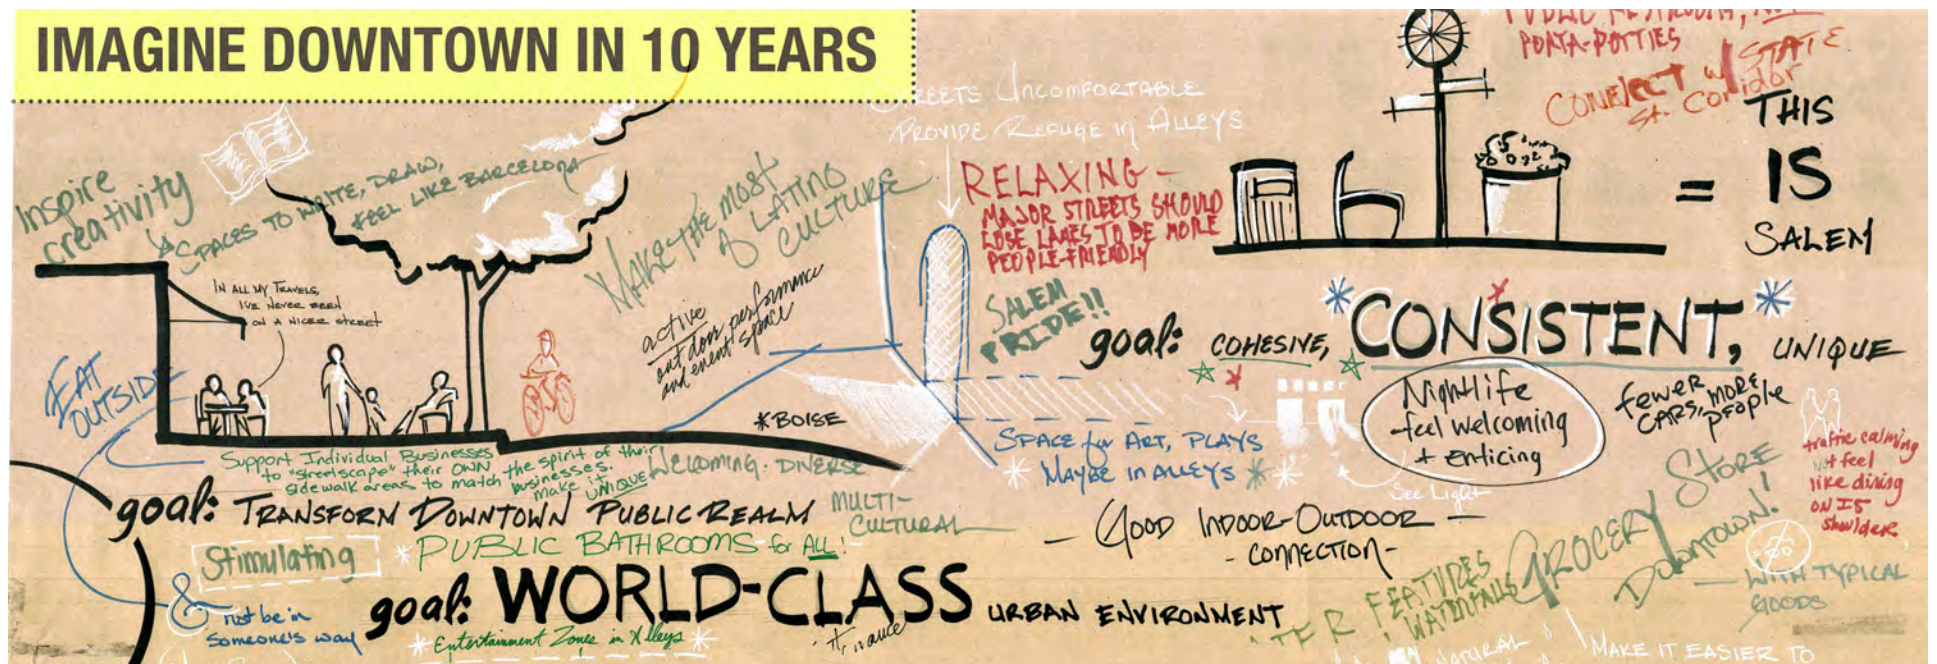 IMAGINE DOWNTOWN IN 10 YEARS
PORTA-POTTIES
CONNECT w/ STATE
St. Corridor
STREETS UNCOMFORTABLE
PROVIDE REFUGE in ALLEYS
THIS
= IS
SALEM
Inspire
creativity
SPACES TO WRITE, DRAW,
FEEL LIKE BARCELONA
MAKE THE MOST
of LATINO
CULTURE
RELAXING -
MAJOR STREETS SHOULD
LOSE LANES TO BE MORE
PEOPLE-FRIENDLY
IN ALL MY TRAVELS,
I'VE NEVER BEEN
ON A NICER STREET
active
outdoor performance
and event space
SALEM
PRIDE!!
goal: COHESIVE, CONSISTENT, UNIQUE
EAT
OUTSIDE
*BOISE
Nightlife
-feel welcoming
+ enticing
fewer
CARS, MORE
people
SPACE for ART, PLAYS
MAYBE IN ALLEYS
traffic calming
not feel
like dining
ON I5
shoulder
Support Individual Businesses
to "streetscape" their OWN
sidewalk areas to match the spirit of their
businesses.
make it
UNIQUE
WELCOMING · DIVERSE
MULTI-
CULTURAL
See Light
goal: TRANSFORM DOWNTOWN PUBLIC REALM
- GOOD INDOOR-OUTDOOR -
- CONNECTION -
GROCERY STORE
DOWNTOWN!
- WITH TYPICAL
GOODS
Stimulating
* PUBLIC BATHROOMS for ALL!
& not be in
someone's way
goal: WORLD-CLASS URBAN ENVIRONMENT
* Entertainment Zones in Alleys *
FEATURES
WATERFALLS
NATURAL
MAKE IT EASIER TO